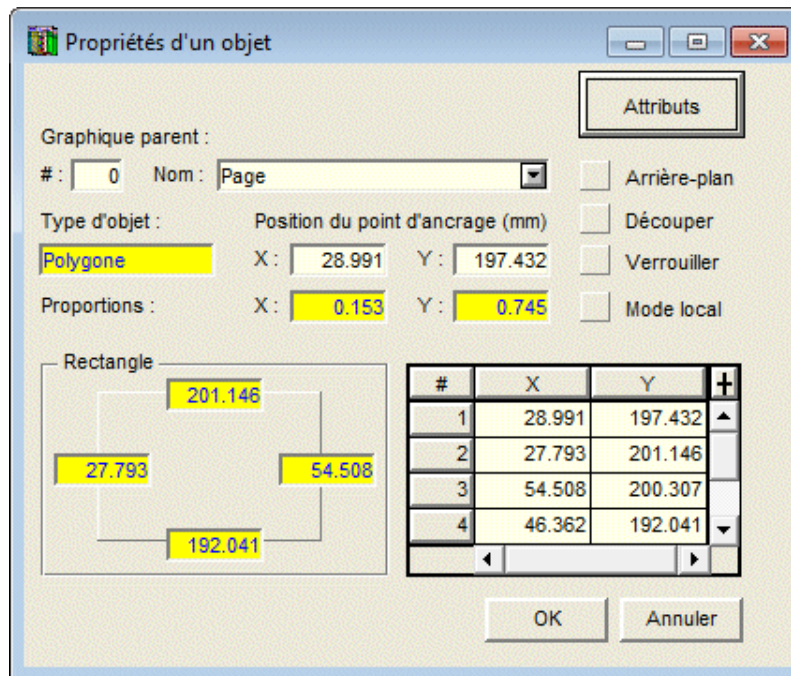 Propriétés d'un objet
Attributs
Graphique parent :
# : 0 Nom : Page
Arrière-plan
Type d'objet : Position du point d'ancrage (mm)
Découper
Polygone X : 28.991 Y : 197.432
Verrouiller
Proportions : X : 0.153 Y : 0.745
Mode local
Rectangle
201.146
27.793 54.508
192.041
# X Y +
1 28.991 197.432
2 27.793 201.146
3 54.508 200.307
4 46.362 192.041
OK Annuler